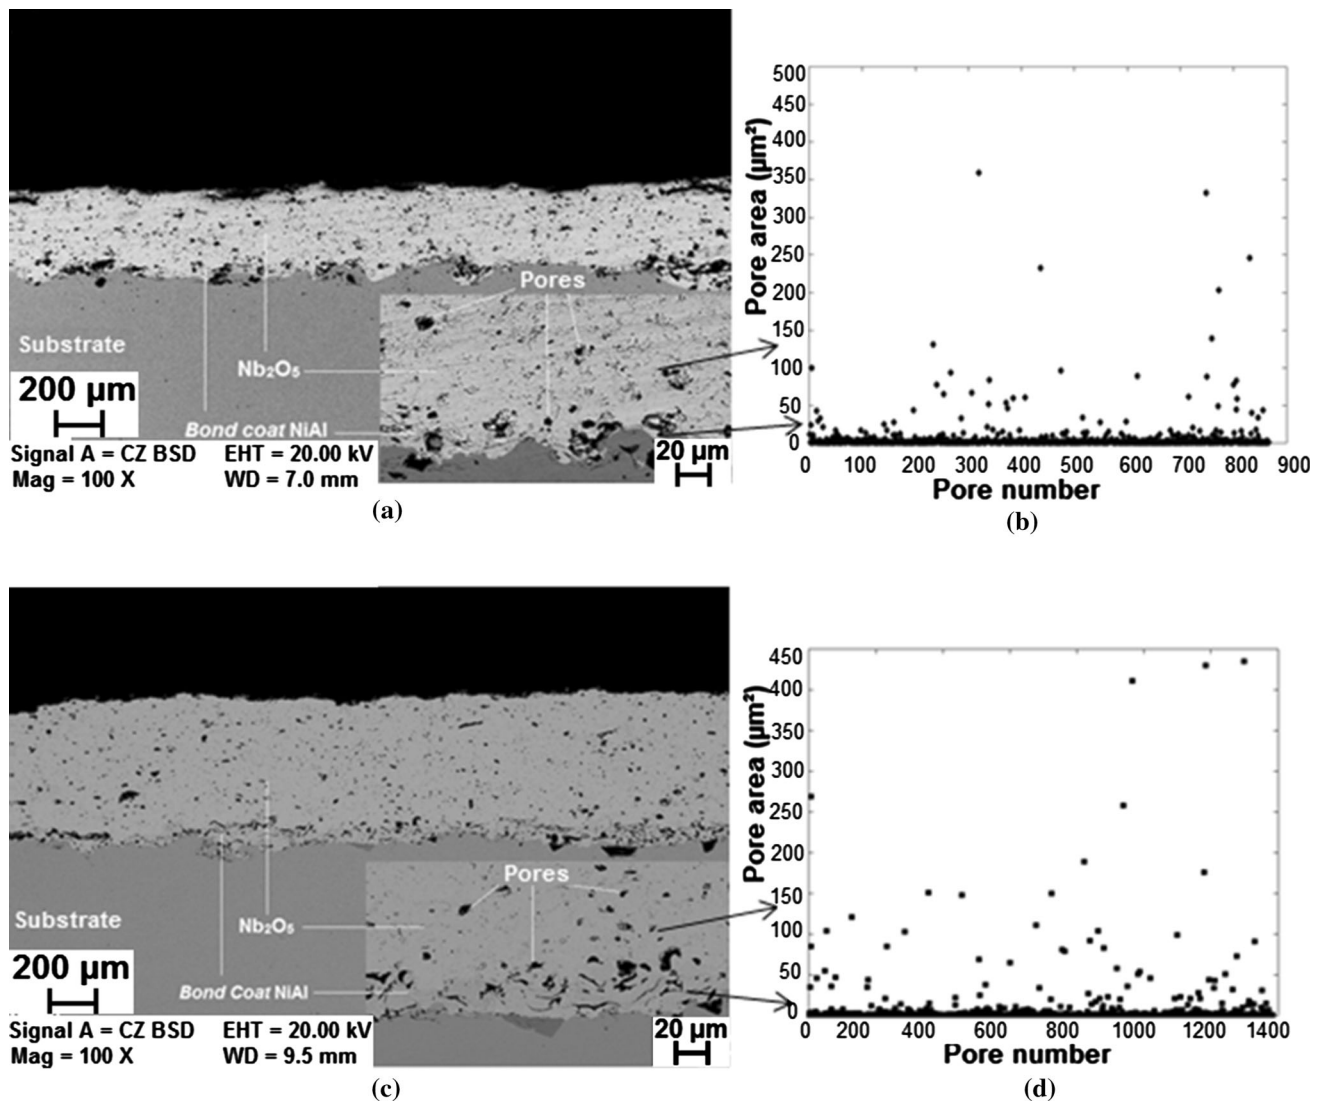 Pores
Substrate
Nb₂O₅
200 µm
Bond coat NiAl
20 µm
Signal A = CZ BSD EHT = 20.00 kV
Mag = 100 X WD = 7.0 mm
(a)
Pore area (µm²)
500
450
400
350
300
250
200
150
100
50
0
0 100 200 300 400 500 600 700 800 900
Pore number
(b)
Pores
Substrate
Nb₂O₅
200 µm
Bond Coat NiAl
20 µm
Signal A = CZ BSD EHT = 20.00 kV
Mag = 100 X WD = 9.5 mm
(c)
Pore area (µm²)
450
400
350
300
250
200
150
100
50
0
0 200 400 600 800 1000 1200 1400
Pore number
(d)